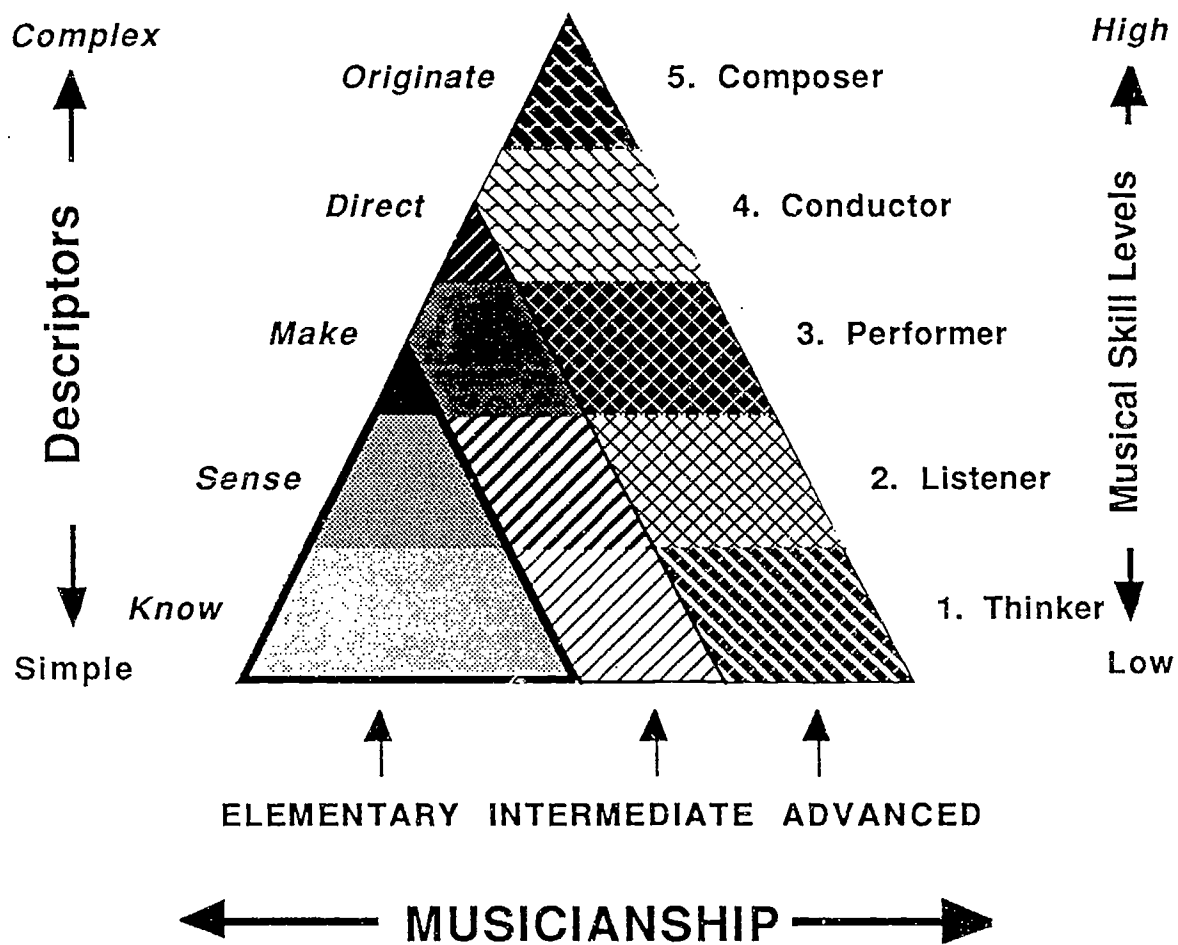 Complex
High
Originate
5. Composer
Direct
4. Conductor
Descriptors
Musical Skill Levels
Make
3. Performer
Sense
2. Listener
Know
1. Thinker
Simple
Low
ELEMENTARY INTERMEDIATE ADVANCED
MUSICIANSHIP